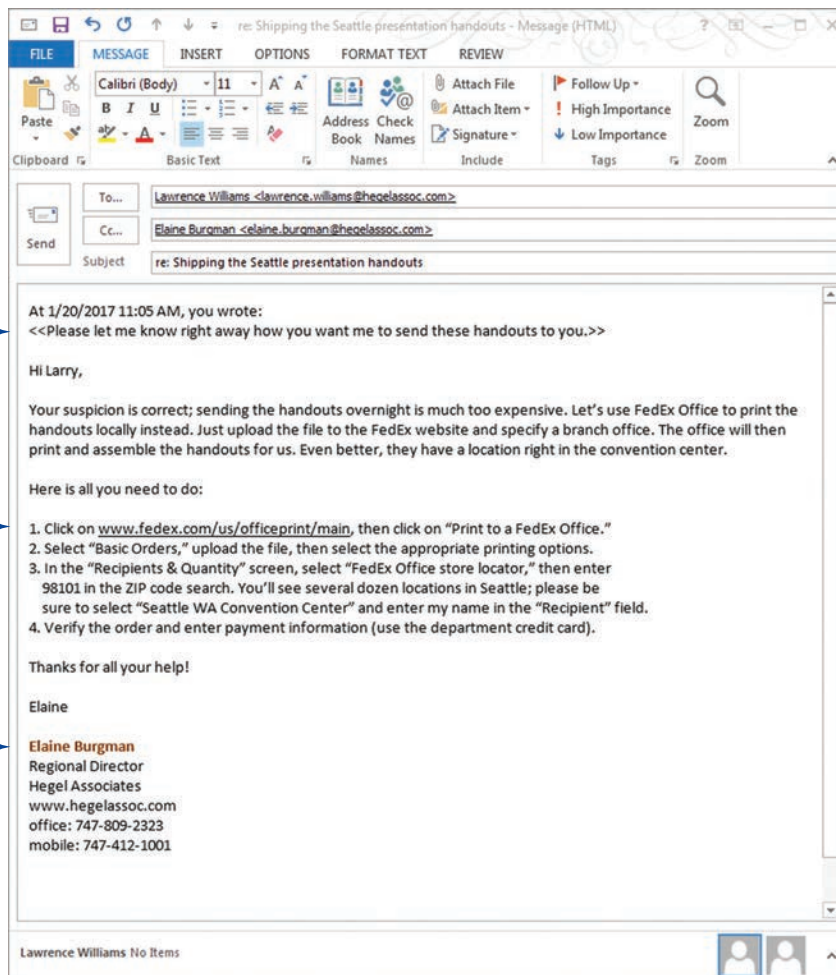 re: Shipping the Seattle presentation handouts - Message (HTML)
FILE MESSAGE INSERT OPTIONS FORMAT TEXT REVIEW
Paste
Calibri (Body) 11 A A
B I U
aby A
Address Book
Check Names
Attach File
Attach Item
Signature
Follow Up
High Importance
Low Importance
Zoom
Clipboard Basic Text Names Include Tags Zoom
Send
To... Lawrence Williams <lawrence.williams@hegelassoc.com>
Cc... Elaine Burgman <elaine.burgman@hegelassoc.com>
Subject re: Shipping the Seattle presentation handouts
At 1/20/2017 11:05 AM, you wrote:
<<Please let me know right away how you want me to send these handouts to you.>>
Hi Larry,
Your suspicion is correct; sending the handouts overnight is much too expensive. Let's use FedEx Office to print the
handouts locally instead. Just upload the file to the FedEx website and specify a branch office. The office will then
print and assemble the handouts for us. Even better, they have a location right in the convention center.
Here is all you need to do:
1. Click on www.fedex.com/us/officeprint/main, then click on "Print to a FedEx Office."
2. Select "Basic Orders," upload the file, then select the appropriate printing options.
3. In the "Recipients & Quantity" screen, select "FedEx Office store locator," then enter
98101 in the ZIP code search. You'll see several dozen locations in Seattle; please be
sure to select "Seattle WA Convention Center" and enter my name in the "Recipient" field.
4. Verify the order and enter payment information (use the department credit card).
Thanks for all your help!
Elaine
Elaine Burgman
Regional Director
Hegel Associates
www.hegelassoc.com
office: 747-809-2323
mobile: 747-412-1001
Lawrence Williams No Items